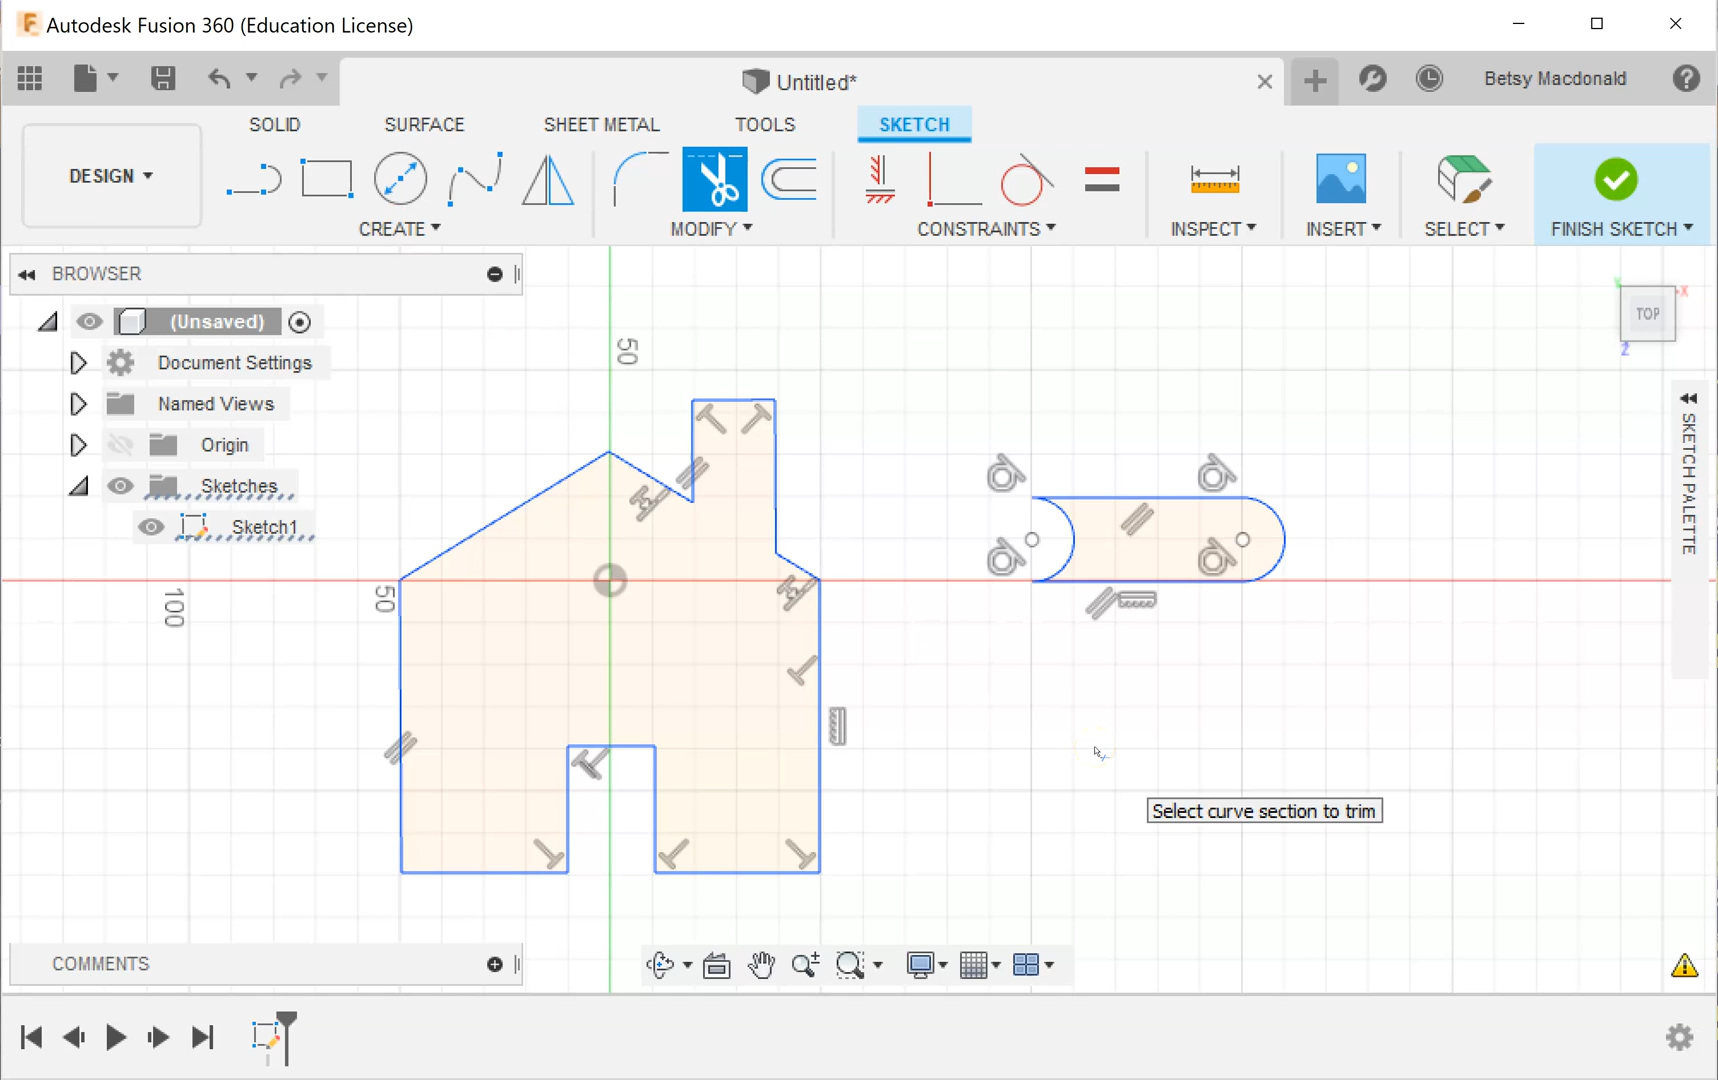 Autodesk Fusion 360 (Education License)
Untitled*
Betsy Macdonald
SOLID
SURFACE
SHEET METAL
TOOLS
SKETCH
DESIGN
CREATE
MODIFY
CONSTRAINTS
INSPECT
INSERT
SELECT
FINISH SKETCH
BROWSER
(Unsaved)
Document Settings
Named Views
Origin
Sketches
Sketch1
50
100
50
TOP
X
Y
Z
SKETCH PALETTE
Select curve section to trim
COMMENTS